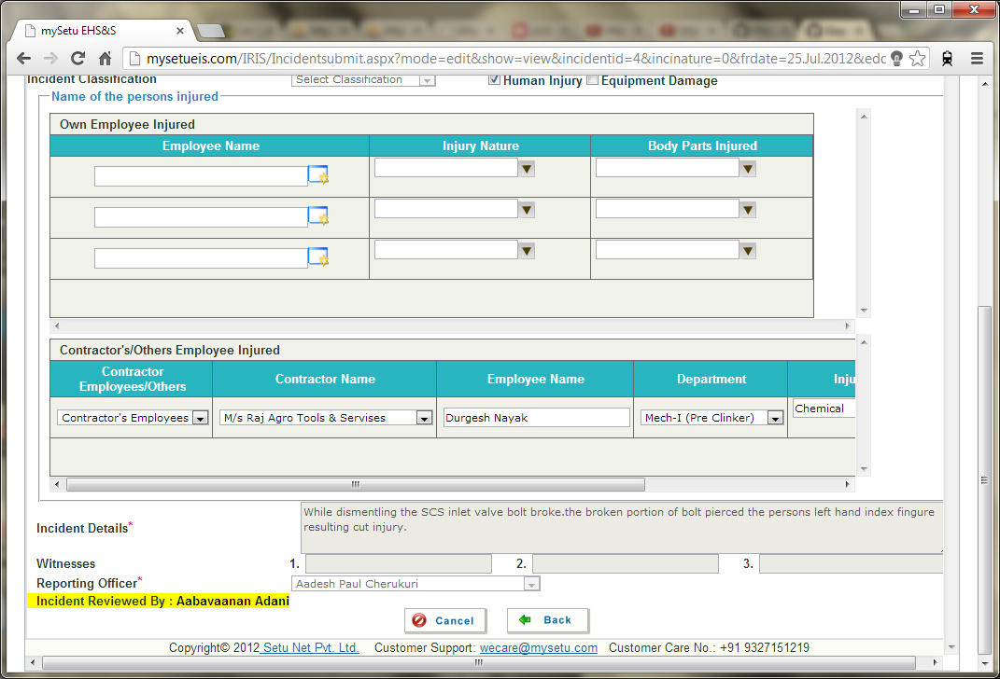 mySetu EHS&S
mysetueis.com/IRIS/Incidentsubmit.aspx?mode=edit&show=view&incidentid=4&incinature=0&frdate=25Jul.2012&edc
Incident Classification Select Classification Human Injury Equipment Damage
Name of the persons injured
Own Employee Injured
Employee Name Injury Nature Body Parts Injured
Contractor's/Others Employee Injured
Contractor Employees/Others Contractor Name Employee Name Department Inju
Contractor's Employees M/s Raj Agro Tools & Servises Durgesh Nayak Mech-I (Pre Clinker) Chemical
Incident Details* While dismentling the SCS inlet valve bolt broke.the broken portion of bolt pierced the persons left hand index fingure
resulting cut injury.
Witnesses 1. 2. 3.
Reporting Officer* Aadesh Paul Cherukuri
Incident Reviewed By : Aabavaanan Adani
Cancel Back
Copyright© 2012 Setu Net Pvt. Ltd. Customer Support: wecare@mysetu.com Customer Care No.: +91 9327151219